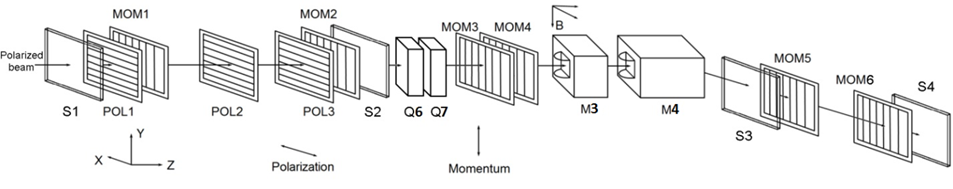 MOM1
MOM2
MOM3
MOM4
B
Polarized
beam
S1
POL1
POL2
POL3
S2
Q6
Q7
M3
M4
S3
MOM5
MOM6
S4
Y
X
Z
Polarization
Momentum